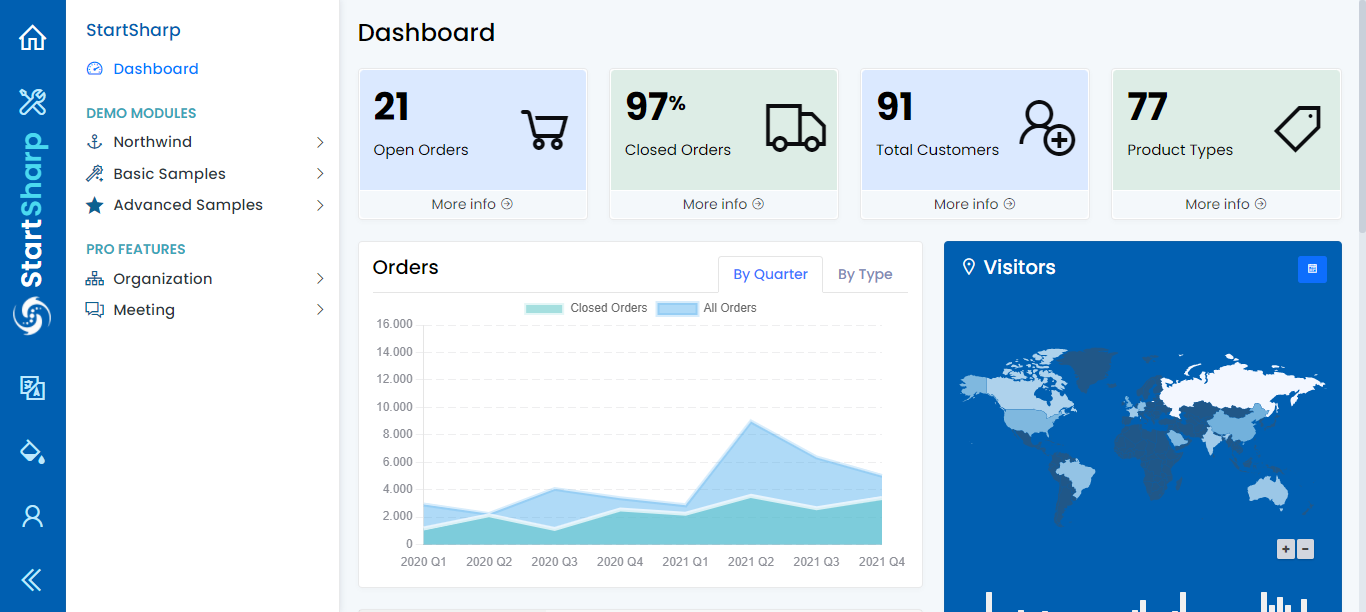 StartSharp
StartSharp
Dashboard
DEMO MODULES
Northwind
Basic Samples
Advanced Samples
PRO FEATURES
Organization
Meeting
Dashboard
21
Open Orders
More info
97%
Closed Orders
More info
91
Total Customers
More info
77
Product Types
More info
Orders
By Quarter
By Type
Closed Orders
All Orders
16.000
14.000
12.000
10.000
8.000
6.000
4.000
2.000
0
2020 Q1
2020 Q2
2020 Q3
2020 Q4
2021 Q1
2021 Q2
2021 Q3
2021 Q4
Visitors
+
−